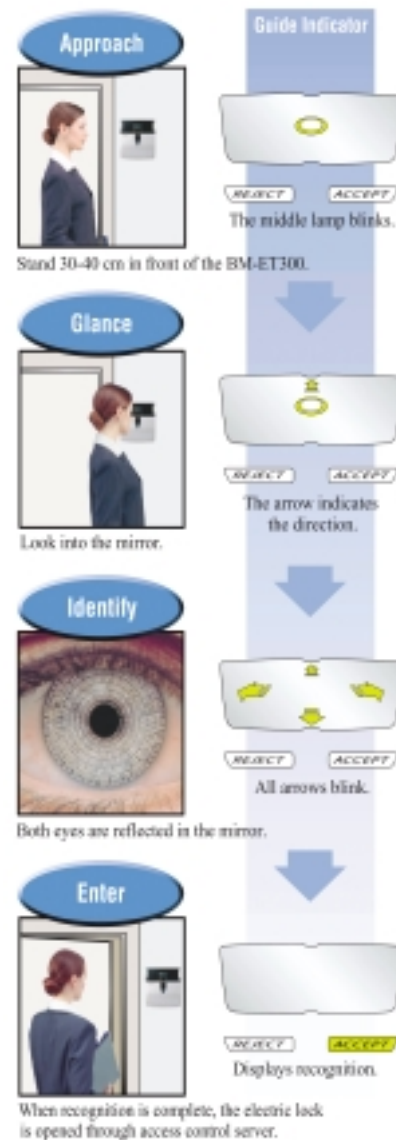 Guide Indicator
Approach
REJECT ACCEPT
The middle lamp blinks.
Stand 30-40 cm in front of the BM-ET300.
Glance
REJECT ACCEPT
The arrow indicates
the direction.
Look into the mirror.
Identify
REJECT ACCEPT
All arrows blink.
Both eyes are reflected in the mirror.
Enter
REJECT ACCEPT
Displays recognition.
When recognition is complete, the electric lock
is opened through access control server.